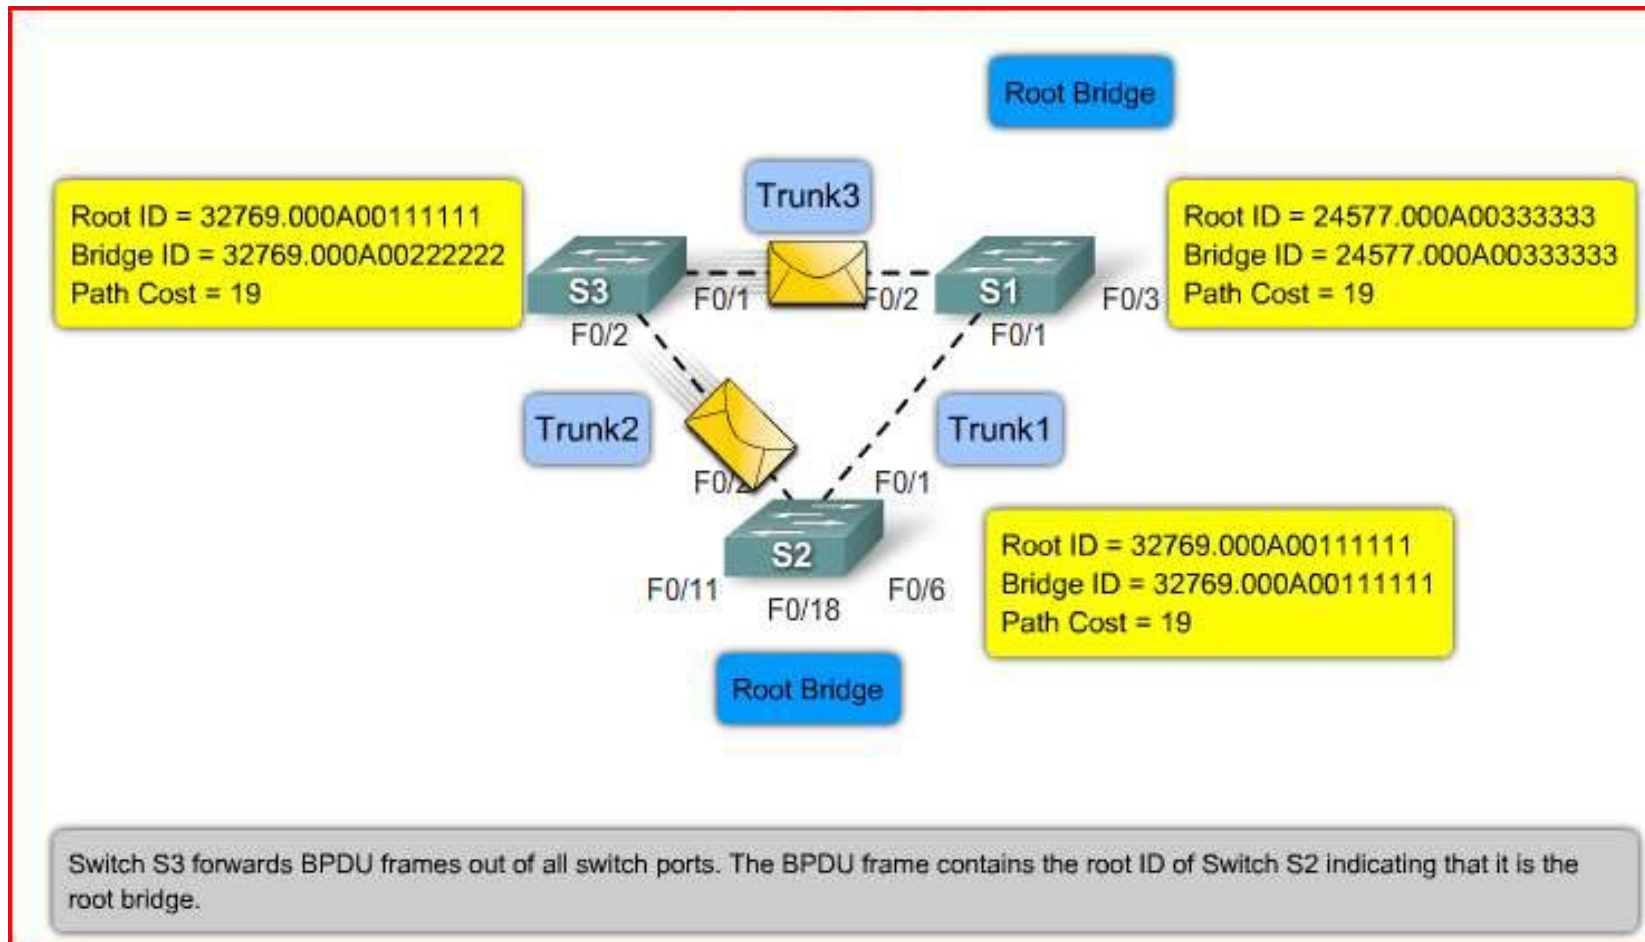 Root Bridge
Trunk3
Root ID = 32769.000A00111111
Bridge ID = 32769.000A00222222
Path Cost = 19
Root ID = 24577.000A00333333
Bridge ID = 24577.000A00333333
Path Cost = 19
S3
F0/1
F0/2
S1
F0/3
F0/2
F0/1
Trunk2
Trunk1
F0/1
S2
Root ID = 32769.000A00111111
Bridge ID = 32769.000A00111111
Path Cost = 19
F0/11
F0/18
F0/6
Root Bridge
Switch S3 forwards BPDU frames out of all switch ports. The BPDU frame contains the root ID of Switch S2 indicating that it is the
root bridge.